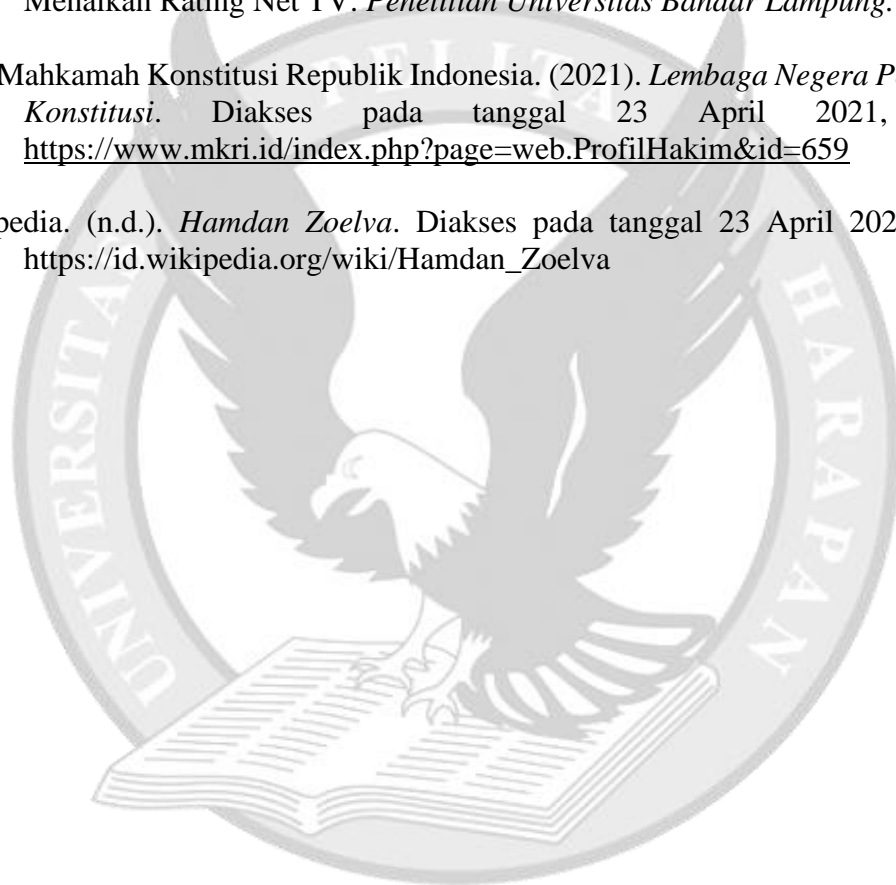 Menaikan Rating Net TV. Penelitian Universitas Bandar Lampung.
Mahkamah Konstitusi Republik Indonesia. (2021). Lembaga Negera P
Konstitusi. Diakses pada tanggal 23 April 2021,
https://www.mkri.id/index.php?page=web.ProfilHakim&id=659
pedia. (n.d.). Hamdan Zoelva. Diakses pada tanggal 23 April 202
https://id.wikipedia.org/wiki/Hamdan_Zoelva
UNIVERSITAS PELITA HARAPAN